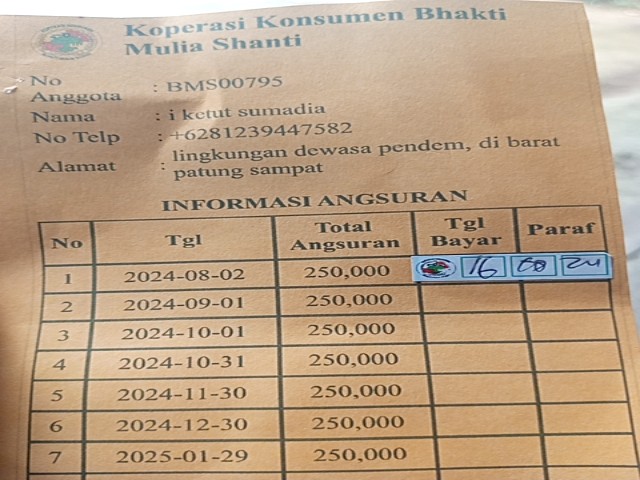 Koperasi Konsumen Bhakti
Mulia Shanti
No
Anggota : BMS00795
Nama : i ketut sumadia
No Telp : +6281239447582
Alamat : lingkungan dewasa pendem, di barat
patung sampat
INFORMASI ANGSURAN
No Tgl Total Angsuran Tgl Bayar Paraf
1 2024-08-02 250,000 16 08 24
2 2024-09-01 250,000
3 2024-10-01 250,000
4 2024-10-31 250,000
5 2024-11-30 250,000
6 2024-12-30 250,000
7 2025-01-29 250,000